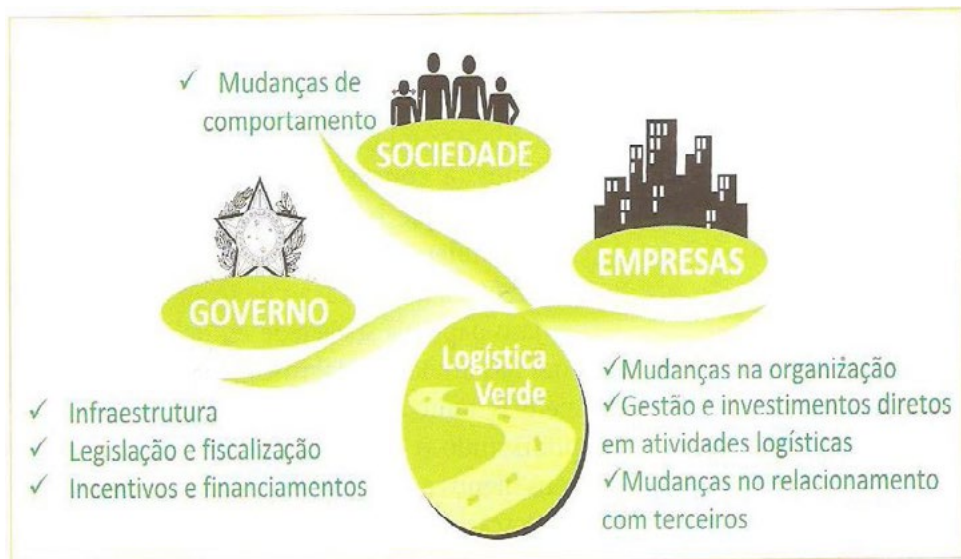 ✓ Mudanças de
comportamento
SOCIEDADE
EMPRESAS
GOVERNO
Logística
Verde
✓ Infraestrutura
✓ Legislação e fiscalização
✓ Incentivos e financiamentos
✓Mudanças na organização
✓Gestão e investimentos diretos
em atividades logísticas
✓Mudanças no relacionamento
com terceiros